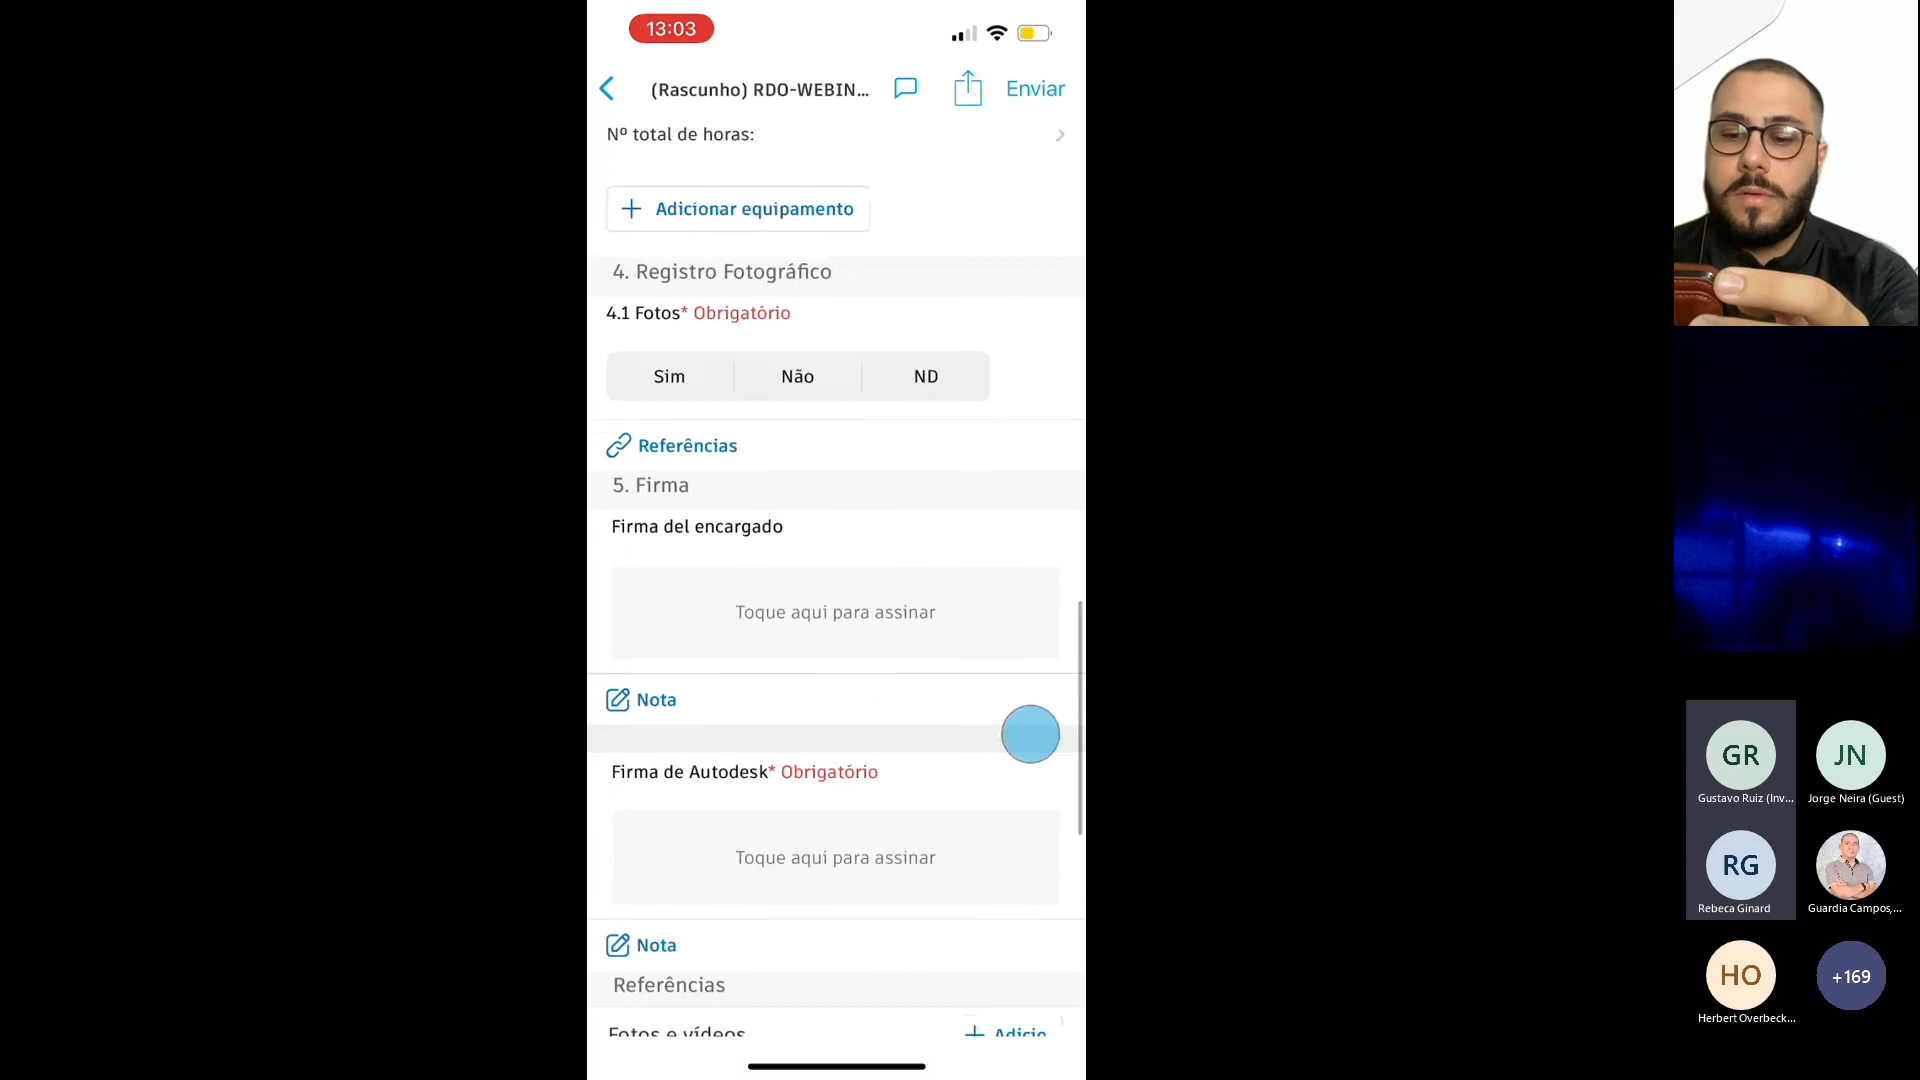 13:03
(Rascunho) RDO-WEBIN...
Enviar
Nº total de horas:
Adicionar equipamento
4. Registro Fotográfico
4.1 Fotos* Obrigatório
Sim
Não
ND
Referências
5. Firma
Firma del encargado
Toque aqui para assinar
Nota
Firma de Autodesk* Obrigatório
Toque aqui para assinar
Nota
Referências
Fotos e vídeos
Adicio
GR
JN
Gustavo Ruiz (Inv...
Jorge Neira (Guest)
RG
Rebeca Ginard
Guardia Campos,...
HO
+169
Herbert Overbeck...